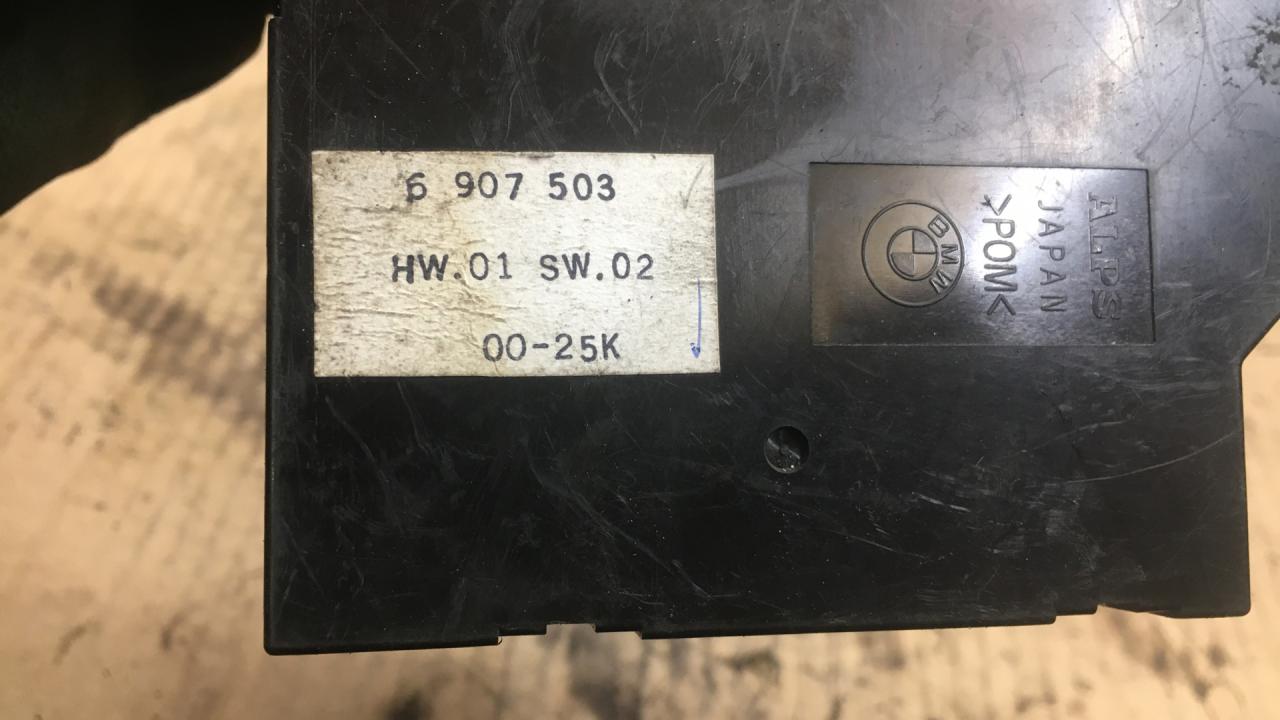 6 907 503
HW.01 SW.02
00-25K
ALPS
JAPAN
>POM<
BMW